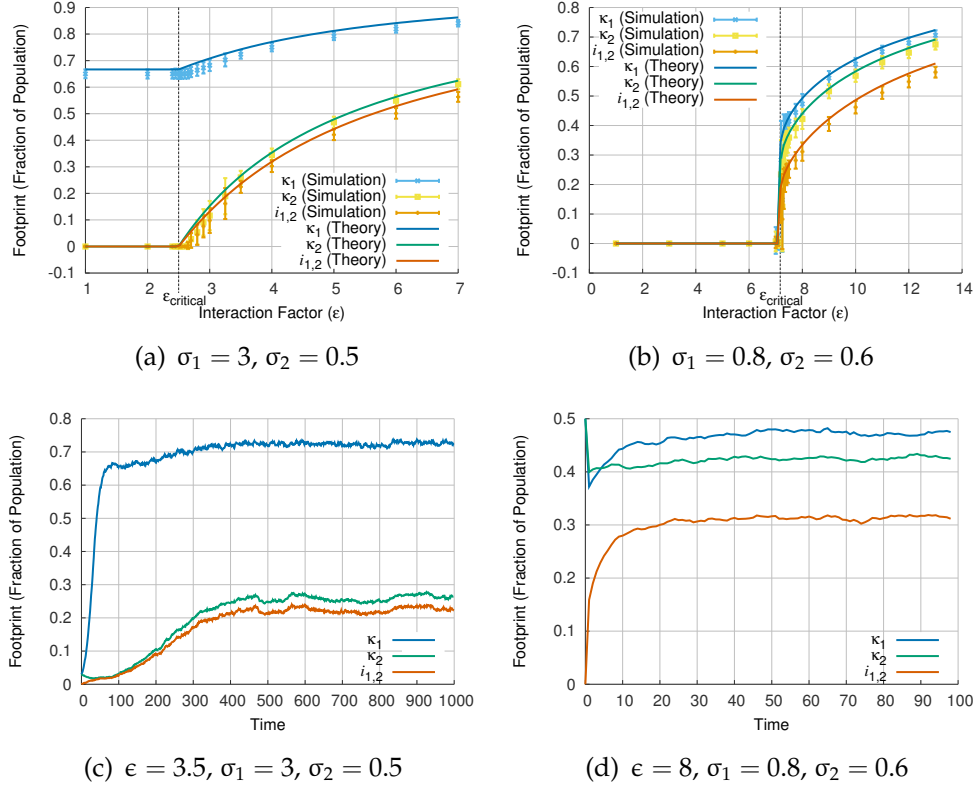 Footprint (Fraction of Population)
0.9
0.8
0.7
0.6
0.5
0.4
0.3
0.2
0.1
0
-0.1
κ1 (Simulation)
κ2 (Simulation)
i1,2 (Simulation)
κ1 (Theory)
κ2 (Theory)
i1,2 (Theory)
1 2 3 4 5 6 7
εcritical
Interaction Factor (ε)
(a) σ1 = 3, σ2 = 0.5
Footprint (Fraction of Population)
0.8
0.7
0.6
0.5
0.4
0.3
0.2
0.1
0
-0.1
κ1 (Simulation)
κ2 (Simulation)
i1,2 (Simulation)
κ1 (Theory)
κ2 (Theory)
i1,2 (Theory)
0 2 4 6 8 10 12 14
εcritical
Interaction Factor (ε)
(b) σ1 = 0.8, σ2 = 0.6
Footprint (Fraction of Population)
0.8
0.7
0.6
0.5
0.4
0.3
0.2
0.1
0
κ1
κ2
i1,2
0 100 200 300 400 500 600 700 800 900 1000
Time
(c) ϵ = 3.5, σ1 = 3, σ2 = 0.5
Footprint (Fraction of Population)
0.5
0.4
0.3
0.2
0.1
0
κ1
κ2
i1,2
0 10 20 30 40 50 60 70 80 90 100
Time
(d) ϵ = 8, σ1 = 0.8, σ2 = 0.6